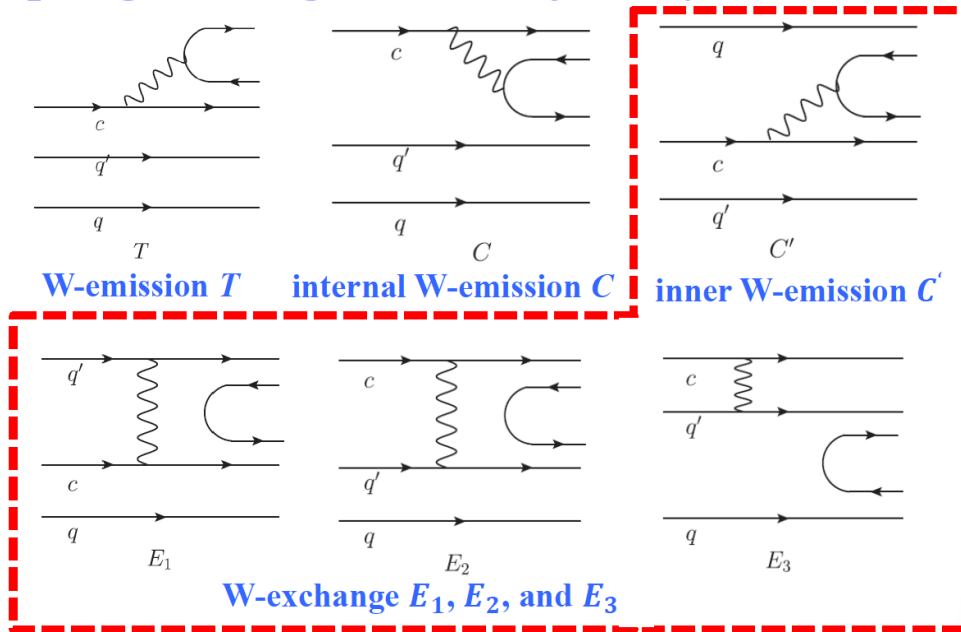 c
q'
q
T
W-emission T
c
q'
q
C
internal W-emission C
q
c
q'
C'
inner W-emission C'
q'
c
q
E₁
c
q'
q
E₂
c
q'
q
E₃
W-exchange E₁, E₂, and E₃